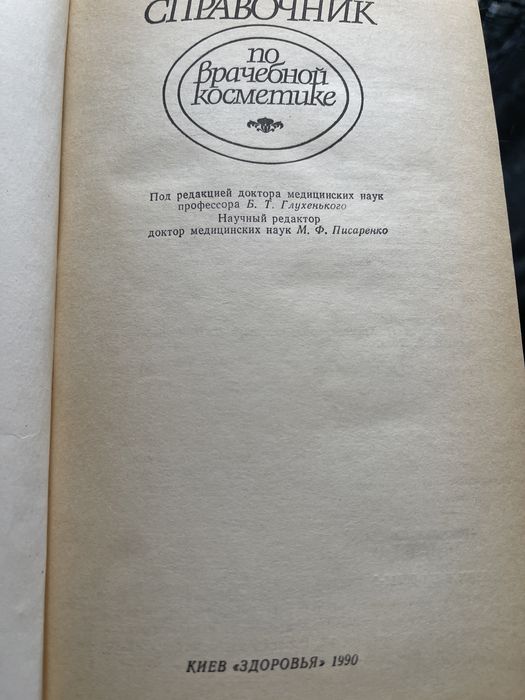 СПРАВОЧНИК
по
врачебной
косметике
Под редакцией доктора медицинских наук
профессора Б. Т. Глухенького
Научный редактор
доктор медицинских наук М. Ф. Писаренко
КИЕВ «ЗДОРОВЬЯ» 1990